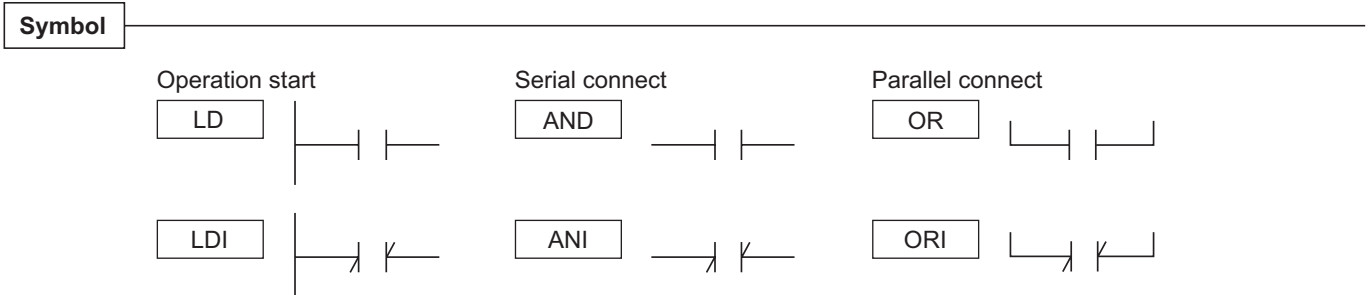 Symbol
Operation start Serial connect Parallel connect
LD AND OR
LDI ANI ORI